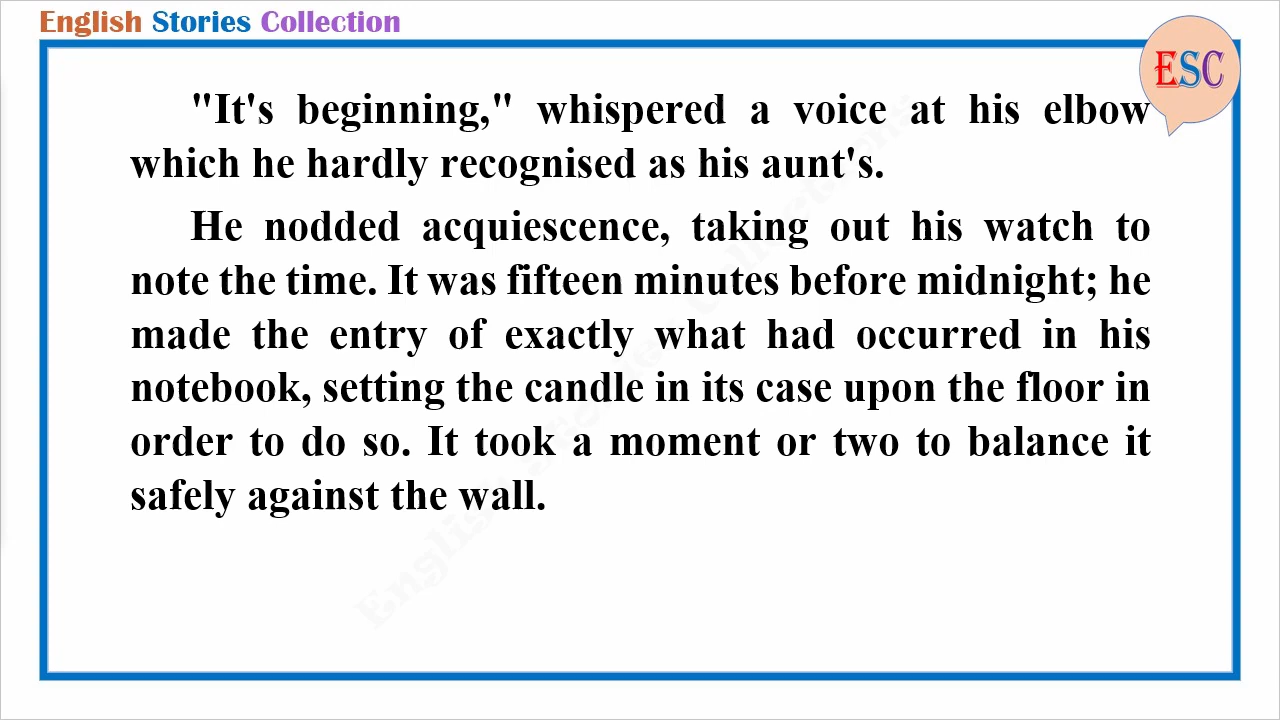 English Stories Collection
ESC
"It's beginning," whispered a voice at his elbow
which he hardly recognised as his aunt's.
He nodded acquiescence, taking out his watch to
note the time. It was fifteen minutes before midnight; he
made the entry of exactly what had occurred in his
notebook, setting the candle in its case upon the floor in
order to do so. It took a moment or two to balance it
safely against the wall.